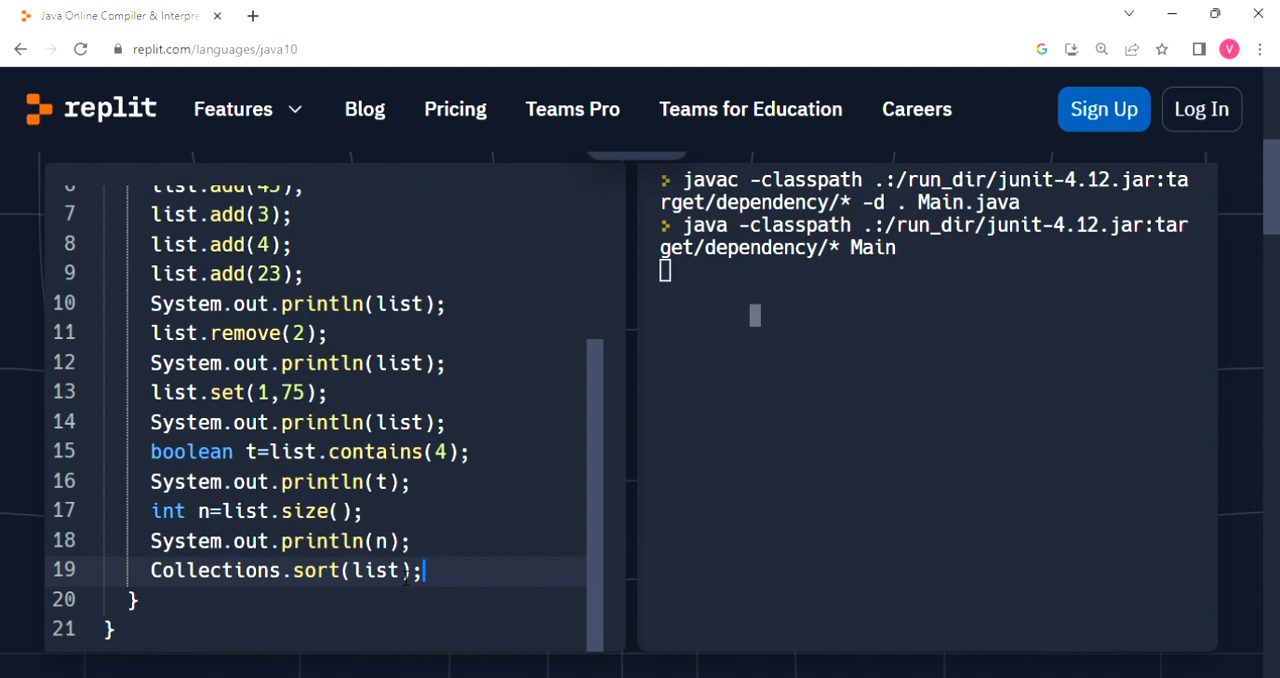 Java Online Compiler & Interpre
replit.com/languages/java10
V
replit
Features
Blog
Pricing
Teams Pro
Teams for Education
Careers
Sign Up
Log In
6 list.add(45);
7 list.add(3);
8 list.add(4);
9 list.add(23);
10 System.out.println(list);
11 list.remove(2);
12 System.out.println(list);
13 list.set(1,75);
14 System.out.println(list);
15 boolean t=list.contains(4);
16 System.out.println(t);
17 int n=list.size();
18 System.out.println(n);
19 Collections.sort(list);
20 }
21 }
> javac -classpath .:/run_dir/junit-4.12.jar:ta
rget/dependency/* -d . Main.java
> java -classpath .:/run_dir/junit-4.12.jar:tar
get/dependency/* Main